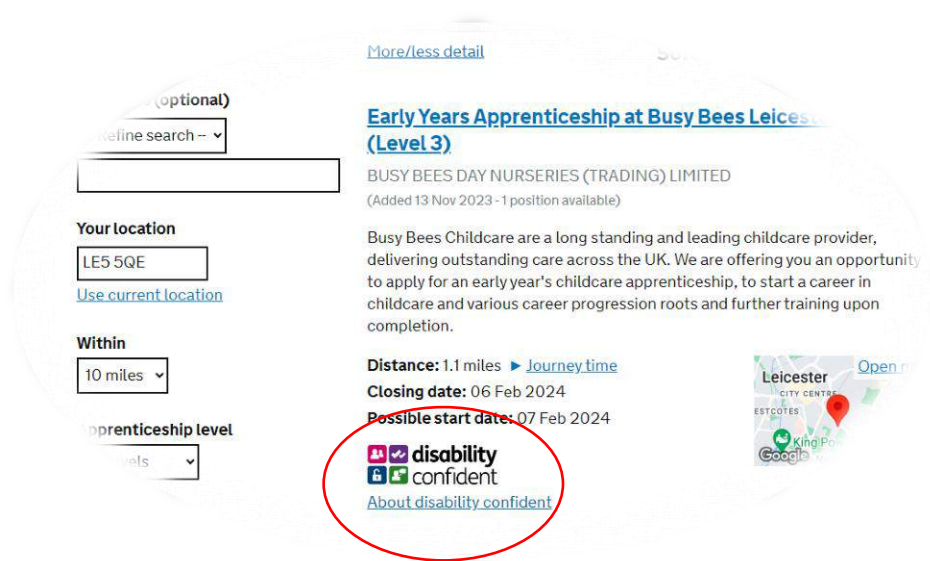 More/less detail
(optional)
Refine search --
Your location
LE5 5QE
Use current location
Within
10 miles
Apprenticeship level
Early Years Apprenticeship at Busy Bees
(Level 3)
BUSY BEES DAY NURSERIES (TRADING) LIMITED
(Added 13 Nov 2023 - 1 position available)
Busy Bees Childcare are a long standing and leading childcare provider,
delivering outstanding care across the UK. We are offering you an opportunity
to apply for an early year's childcare apprenticeship, to start a career in
childcare and various career progression roots and further training upon
completion.
Distance: 1.1 miles ▶ Journey time
Closing date: 06 Feb 2024
Possible start date: 07 Feb 2024
disability
confident
About disability confident
Open
Leicester
CITY CENTRE
King
Google